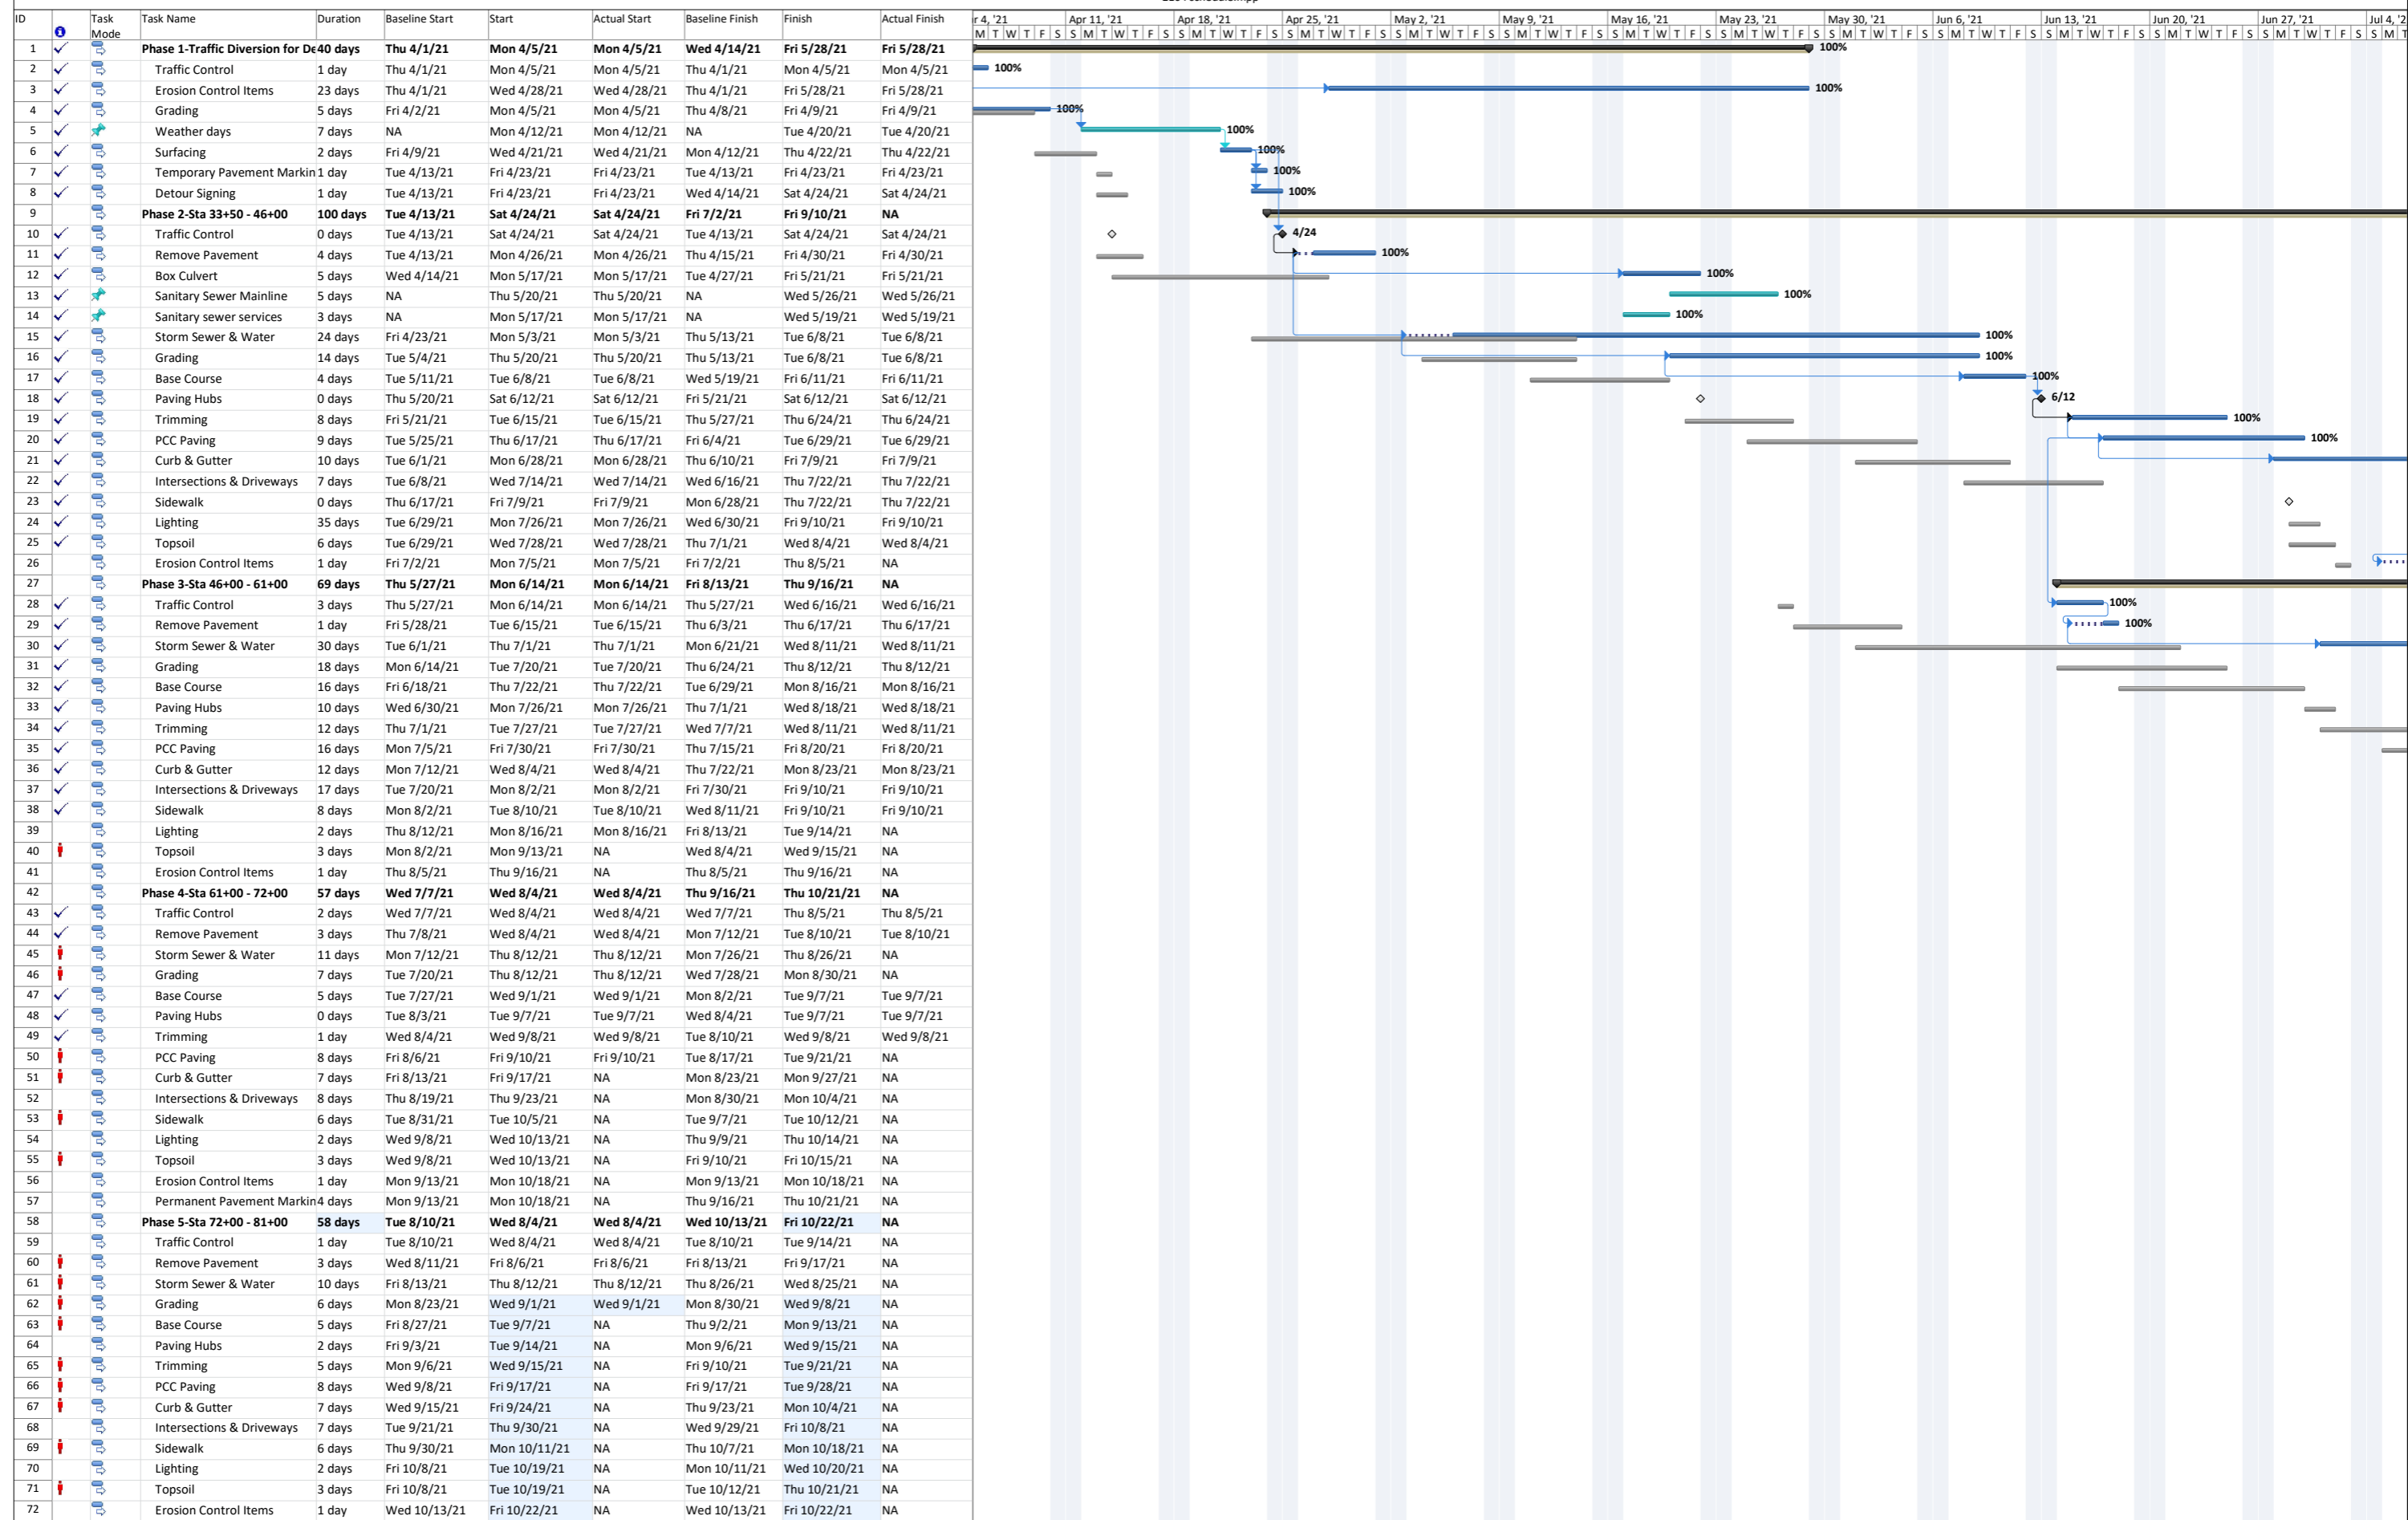 ID Task Mode Task Name Duration Baseline Start Start Actual Start Baseline Finish Finish Actual Finish
r 4, '21 Apr 11, '21 Apr 18, '21 Apr 25, '21 May 2, '21 May 9, '21 May 16, '21 May 23, '21 May 30, '21 Jun 6, '21 Jun 13, '21 Jun 20, '21 Jun 27, '21 Jul 4, '2
M T W T F S S M T W T F S S M T W T F S S M T W T F S S M T W T F S S M T W T F S S M T W T F S S M T W T F S S M T W T F S S M T W T F S S M T W T F S S M T W T F S S M T W T F S S M T
1 Phase 1-Traffic Diversion for De 40 days Thu 4/1/21 Mon 4/5/21 Mon 4/5/21 Wed 4/14/21 Fri 5/28/21 Fri 5/28/21 100%
2 Traffic Control 1 day Thu 4/1/21 Mon 4/5/21 Mon 4/5/21 Thu 4/1/21 Mon 4/5/21 Mon 4/5/21 100%
3 Erosion Control Items 23 days Thu 4/1/21 Wed 4/28/21 Wed 4/28/21 Thu 4/1/21 Fri 5/28/21 Fri 5/28/21 100%
4 Grading 5 days Fri 4/2/21 Mon 4/5/21 Mon 4/5/21 Thu 4/8/21 Fri 4/9/21 Fri 4/9/21 100%
5 Weather days 7 days NA Mon 4/12/21 Mon 4/12/21 NA Tue 4/20/21 Tue 4/20/21 100%
6 Surfacing 2 days Fri 4/9/21 Wed 4/21/21 Wed 4/21/21 Mon 4/12/21 Thu 4/22/21 Thu 4/22/21 100%
7 Temporary Pavement Markin 1 day Tue 4/13/21 Fri 4/23/21 Fri 4/23/21 Tue 4/13/21 Fri 4/23/21 Fri 4/23/21 100%
8 Detour Signing 1 day Tue 4/13/21 Fri 4/23/21 Fri 4/23/21 Wed 4/14/21 Sat 4/24/21 Sat 4/24/21 100%
9 Phase 2-Sta 33+50 - 46+00 100 days Tue 4/13/21 Sat 4/24/21 Sat 4/24/21 Fri 7/2/21 Fri 9/10/21 NA
10 Traffic Control 0 days Tue 4/13/21 Sat 4/24/21 Sat 4/24/21 Tue 4/13/21 Sat 4/24/21 Sat 4/24/21 4/24
11 Remove Pavement 4 days Tue 4/13/21 Mon 4/26/21 Mon 4/26/21 Thu 4/15/21 Fri 4/30/21 Fri 4/30/21 100%
12 Box Culvert 5 days Wed 4/14/21 Mon 5/17/21 Mon 5/17/21 Tue 4/27/21 Fri 5/21/21 Fri 5/21/21 100%
13 Sanitary Sewer Mainline 5 days NA Thu 5/20/21 Thu 5/20/21 NA Wed 5/26/21 Wed 5/26/21 100%
14 Sanitary sewer services 3 days NA Mon 5/17/21 Mon 5/17/21 NA Wed 5/19/21 Wed 5/19/21 100%
15 Storm Sewer & Water 24 days Fri 4/23/21 Mon 5/3/21 Mon 5/3/21 Thu 5/13/21 Tue 6/8/21 Tue 6/8/21 100%
16 Grading 14 days Tue 5/4/21 Thu 5/20/21 Thu 5/20/21 Thu 5/13/21 Tue 6/8/21 Tue 6/8/21 100%
17 Base Course 4 days Tue 5/11/21 Tue 6/8/21 Tue 6/8/21 Wed 5/19/21 Fri 6/11/21 Fri 6/11/21 100%
18 Paving Hubs 0 days Thu 5/20/21 Sat 6/12/21 Sat 6/12/21 Fri 5/21/21 Sat 6/12/21 Sat 6/12/21 6/12
19 Trimming 8 days Fri 5/21/21 Tue 6/15/21 Tue 6/15/21 Thu 5/27/21 Thu 6/24/21 Thu 6/24/21 100%
20 PCC Paving 9 days Tue 5/25/21 Thu 6/17/21 Thu 6/17/21 Fri 6/4/21 Tue 6/29/21 Tue 6/29/21 100%
21 Curb & Gutter 10 days Tue 6/1/21 Mon 6/28/21 Mon 6/28/21 Thu 6/10/21 Fri 7/9/21 Fri 7/9/21
22 Intersections & Driveways 7 days Tue 6/8/21 Wed 7/14/21 Wed 7/14/21 Wed 6/16/21 Thu 7/22/21 Thu 7/22/21
23 Sidewalk 0 days Thu 6/17/21 Fri 7/9/21 Fri 7/9/21 Mon 6/28/21 Thu 7/22/21 Thu 7/22/21
24 Lighting 35 days Tue 6/29/21 Mon 7/26/21 Mon 7/26/21 Wed 6/30/21 Fri 9/10/21 Fri 9/10/21
25 Topsoil 6 days Tue 6/29/21 Wed 7/28/21 Wed 7/28/21 Thu 7/1/21 Wed 8/4/21 Wed 8/4/21
26 Erosion Control Items 1 day Fri 7/2/21 Mon 7/5/21 Mon 7/5/21 Fri 7/2/21 Thu 8/5/21 NA
27 Phase 3-Sta 46+00 - 61+00 69 days Thu 5/27/21 Mon 6/14/21 Mon 6/14/21 Fri 8/13/21 Thu 9/16/21 NA
28 Traffic Control 3 days Thu 5/27/21 Mon 6/14/21 Mon 6/14/21 Thu 5/27/21 Wed 6/16/21 Wed 6/16/21 100%
29 Remove Pavement 1 day Fri 5/28/21 Tue 6/15/21 Tue 6/15/21 Thu 6/3/21 Thu 6/17/21 Thu 6/17/21 100%
30 Storm Sewer & Water 30 days Tue 6/1/21 Thu 7/1/21 Thu 7/1/21 Mon 6/21/21 Wed 8/11/21 Wed 8/11/21
31 Grading 18 days Mon 6/14/21 Tue 7/20/21 Tue 7/20/21 Thu 6/24/21 Thu 8/12/21 Thu 8/12/21
32 Base Course 16 days Fri 6/18/21 Thu 7/22/21 Thu 7/22/21 Tue 6/29/21 Mon 8/16/21 Mon 8/16/21
33 Paving Hubs 10 days Wed 6/30/21 Mon 7/26/21 Mon 7/26/21 Thu 7/1/21 Wed 8/18/21 Wed 8/18/21
34 Trimming 12 days Thu 7/1/21 Tue 7/27/21 Tue 7/27/21 Wed 7/7/21 Wed 8/11/21 Wed 8/11/21
35 PCC Paving 16 days Mon 7/5/21 Fri 7/30/21 Fri 7/30/21 Thu 7/15/21 Fri 8/20/21 Fri 8/20/21
36 Curb & Gutter 12 days Mon 7/12/21 Wed 8/4/21 Wed 8/4/21 Thu 7/22/21 Mon 8/23/21 Mon 8/23/21
37 Intersections & Driveways 17 days Tue 7/20/21 Mon 8/2/21 Mon 8/2/21 Fri 7/30/21 Fri 9/10/21 Fri 9/10/21
38 Sidewalk 8 days Mon 8/2/21 Tue 8/10/21 Tue 8/10/21 Wed 8/11/21 Fri 9/10/21 Fri 9/10/21
39 Lighting 2 days Thu 8/12/21 Mon 8/16/21 Mon 8/16/21 Fri 8/13/21 Tue 9/14/21 NA
40 Topsoil 3 days Mon 8/2/21 Mon 9/13/21 NA Wed 8/4/21 Wed 9/15/21 NA
41 Erosion Control Items 1 day Thu 8/5/21 Thu 9/16/21 NA Thu 8/5/21 Thu 9/16/21 NA
42 Phase 4-Sta 61+00 - 72+00 57 days Wed 7/7/21 Wed 8/4/21 Wed 8/4/21 Thu 9/16/21 Thu 10/21/21 NA
43 Traffic Control 2 days Wed 7/7/21 Wed 8/4/21 Wed 8/4/21 Wed 7/7/21 Thu 8/5/21 Thu 8/5/21
44 Remove Pavement 3 days Thu 7/8/21 Wed 8/4/21 Wed 8/4/21 Mon 7/12/21 Tue 8/10/21 Tue 8/10/21
45 Storm Sewer & Water 11 days Mon 7/12/21 Thu 8/12/21 Thu 8/12/21 Mon 7/26/21 Thu 8/26/21 NA
46 Grading 7 days Tue 7/20/21 Thu 8/12/21 Thu 8/12/21 Wed 7/28/21 Mon 8/30/21 NA
47 Base Course 5 days Tue 7/27/21 Wed 9/1/21 Wed 9/1/21 Mon 8/2/21 Tue 9/7/21 Tue 9/7/21
48 Paving Hubs 0 days Tue 8/3/21 Tue 9/7/21 Tue 9/7/21 Wed 8/4/21 Tue 9/7/21 Tue 9/7/21
49 Trimming 1 day Wed 8/4/21 Wed 9/8/21 Wed 9/8/21 Tue 8/10/21 Wed 9/8/21 Wed 9/8/21
50 PCC Paving 8 days Fri 8/6/21 Fri 9/10/21 Fri 9/10/21 Tue 8/17/21 Tue 9/21/21 NA
51 Curb & Gutter 7 days Fri 8/13/21 Fri 9/17/21 NA Mon 8/23/21 Mon 9/27/21 NA
52 Intersections & Driveways 8 days Thu 8/19/21 Thu 9/23/21 NA Mon 8/30/21 Mon 10/4/21 NA
53 Sidewalk 6 days Tue 8/31/21 Tue 10/5/21 NA Tue 9/7/21 Tue 10/12/21 NA
54 Lighting 2 days Wed 9/8/21 Wed 10/13/21 NA Thu 9/9/21 Thu 10/14/21 NA
55 Topsoil 3 days Wed 9/8/21 Wed 10/13/21 NA Fri 9/10/21 Fri 10/15/21 NA
56 Erosion Control Items 1 day Mon 9/13/21 Mon 10/18/21 NA Mon 9/13/21 Mon 10/18/21 NA
57 Permanent Pavement Markin 4 days Mon 9/13/21 Mon 10/18/21 NA Thu 9/16/21 Thu 10/21/21 NA
58 Phase 5-Sta 72+00 - 81+00 58 days Tue 8/10/21 Wed 8/4/21 Wed 8/4/21 Wed 10/13/21 Fri 10/22/21 NA
59 Traffic Control 1 day Tue 8/10/21 Wed 8/4/21 Wed 8/4/21 Tue 8/10/21 Tue 9/14/21 NA
60 Remove Pavement 3 days Wed 8/11/21 Fri 8/6/21 Fri 8/6/21 Fri 8/13/21 Fri 9/17/21 NA
61 Storm Sewer & Water 10 days Fri 8/13/21 Thu 8/12/21 Thu 8/12/21 Thu 8/26/21 Wed 8/25/21 NA
62 Grading 6 days Mon 8/23/21 Wed 9/1/21 Wed 9/1/21 Mon 8/30/21 Wed 9/8/21 NA
63 Base Course 5 days Fri 8/27/21 Tue 9/7/21 NA Thu 9/2/21 Mon 9/13/21 NA
64 Paving Hubs 2 days Fri 9/3/21 Tue 9/14/21 NA Mon 9/6/21 Wed 9/15/21 NA
65 Trimming 5 days Mon 9/6/21 Wed 9/15/21 NA Fri 9/10/21 Tue 9/21/21 NA
66 PCC Paving 8 days Wed 9/8/21 Fri 9/17/21 NA Fri 9/17/21 Tue 9/28/21 NA
67 Curb & Gutter 7 days Wed 9/15/21 Fri 9/24/21 NA Thu 9/23/21 Mon 10/4/21 NA
68 Intersections & Driveways 7 days Tue 9/21/21 Thu 9/30/21 NA Wed 9/29/21 Fri 10/8/21 NA
69 Sidewalk 6 days Thu 9/30/21 Mon 10/11/21 NA Thu 10/7/21 Mon 10/18/21 NA
70 Lighting 2 days Fri 10/8/21 Tue 10/19/21 NA Mon 10/11/21 Wed 10/20/21 NA
71 Topsoil 3 days Fri 10/8/21 Tue 10/19/21 NA Tue 10/12/21 Thu 10/21/21 NA
72 Erosion Control Items 1 day Wed 10/13/21 Fri 10/22/21 NA Wed 10/13/21 Fri 10/22/21 NA